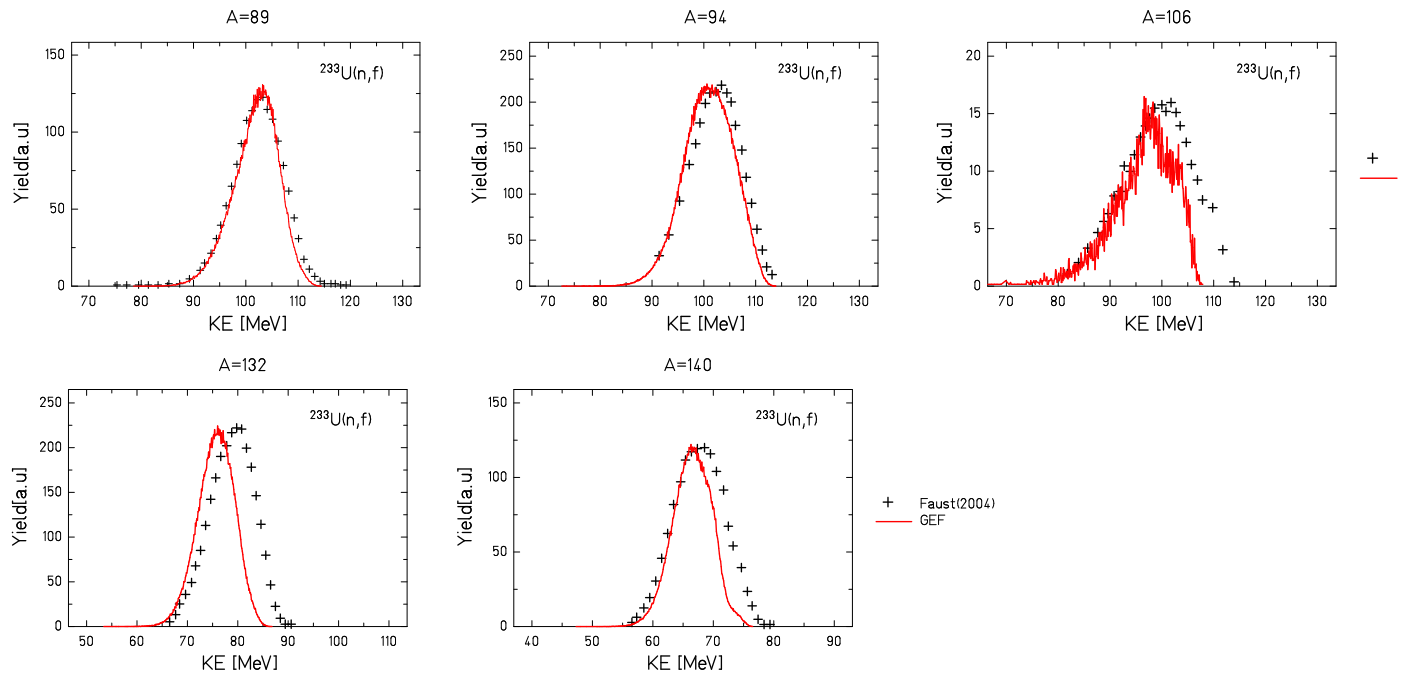 A=89
A=94
A=106
150
100
50
0
Yield[a.u]
²³³U(n,f)
70 80 90 100 110 120 130
KE [MeV]
250
200
150
100
50
0
Yield[a.u]
²³³U(n,f)
70 80 90 100 110 120 130
KE [MeV]
20
15
10
5
0
Yield[a.u]
²³³U(n,f)
70 80 90 100 110 120 130
KE [MeV]
A=132
A=140
250
200
150
100
50
0
Yield[a.u]
²³³U(n,f)
50 60 70 80 90 100 110
KE [MeV]
150
100
50
0
Yield[a.u]
²³³U(n,f)
40 50 60 70 80 90
KE [MeV]
Faust(2004)
GEF